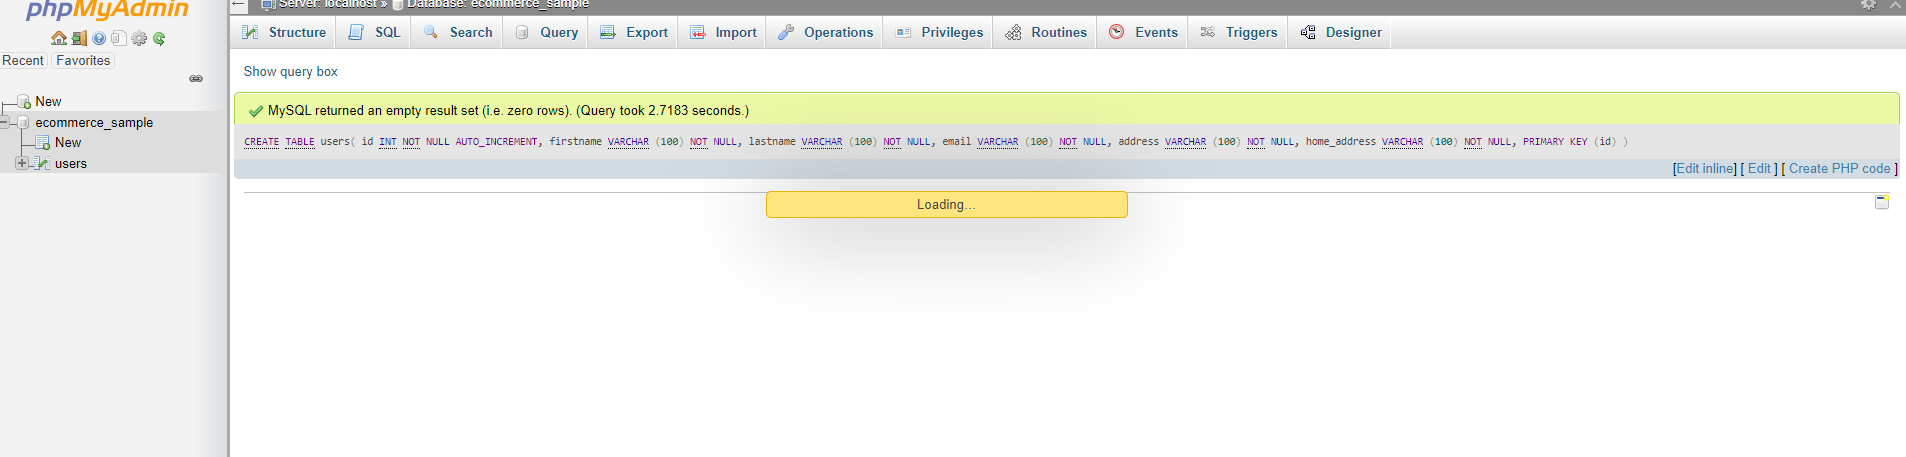 phpMyAdmin
Server: localhost » Database: ecommerce_sample
Structure SQL Search Query Export Import Operations Privileges Routines Events Triggers Designer
Recent Favorites
New
ecommerce_sample
New
users
Show query box
MySQL returned an empty result set (i.e. zero rows). (Query took 2.7183 seconds.)
CREATE TABLE users( id INT NOT NULL AUTO_INCREMENT, firstname VARCHAR (100) NOT NULL, lastname VARCHAR (100) NOT NULL, email VARCHAR (100) NOT NULL, address VARCHAR (100) NOT NULL, home_address VARCHAR (100) NOT NULL, PRIMARY KEY (id) )
[Edit inline] [ Edit ] [ Create PHP code ]
Loading...